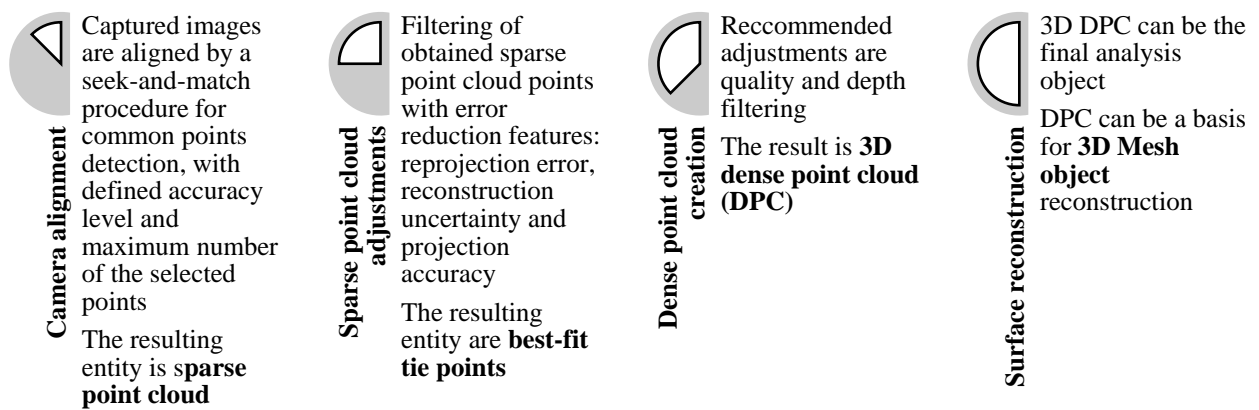 Camera alignment
Captured images
are aligned by a
seek-and-match
procedure for
common points
detection, with
defined accuracy
level and
maximum number
of the selected
points
The resulting
entity is sparse
point cloud
Sparse point cloud
adjustments
Filtering of
obtained sparse
point cloud points
with error
reduction features:
reprojection error,
reconstruction
uncertainty and
projection
accuracy
The resulting
entity are best-fit
tie points
Dense point cloud
creation
Reccommended
adjustments are
quality and depth
filtering
The result is 3D
dense point cloud
(DPC)
Surface reconstruction
3D DPC can be the
final analysis
object
DPC can be a basis
for 3D Mesh
object
reconstruction